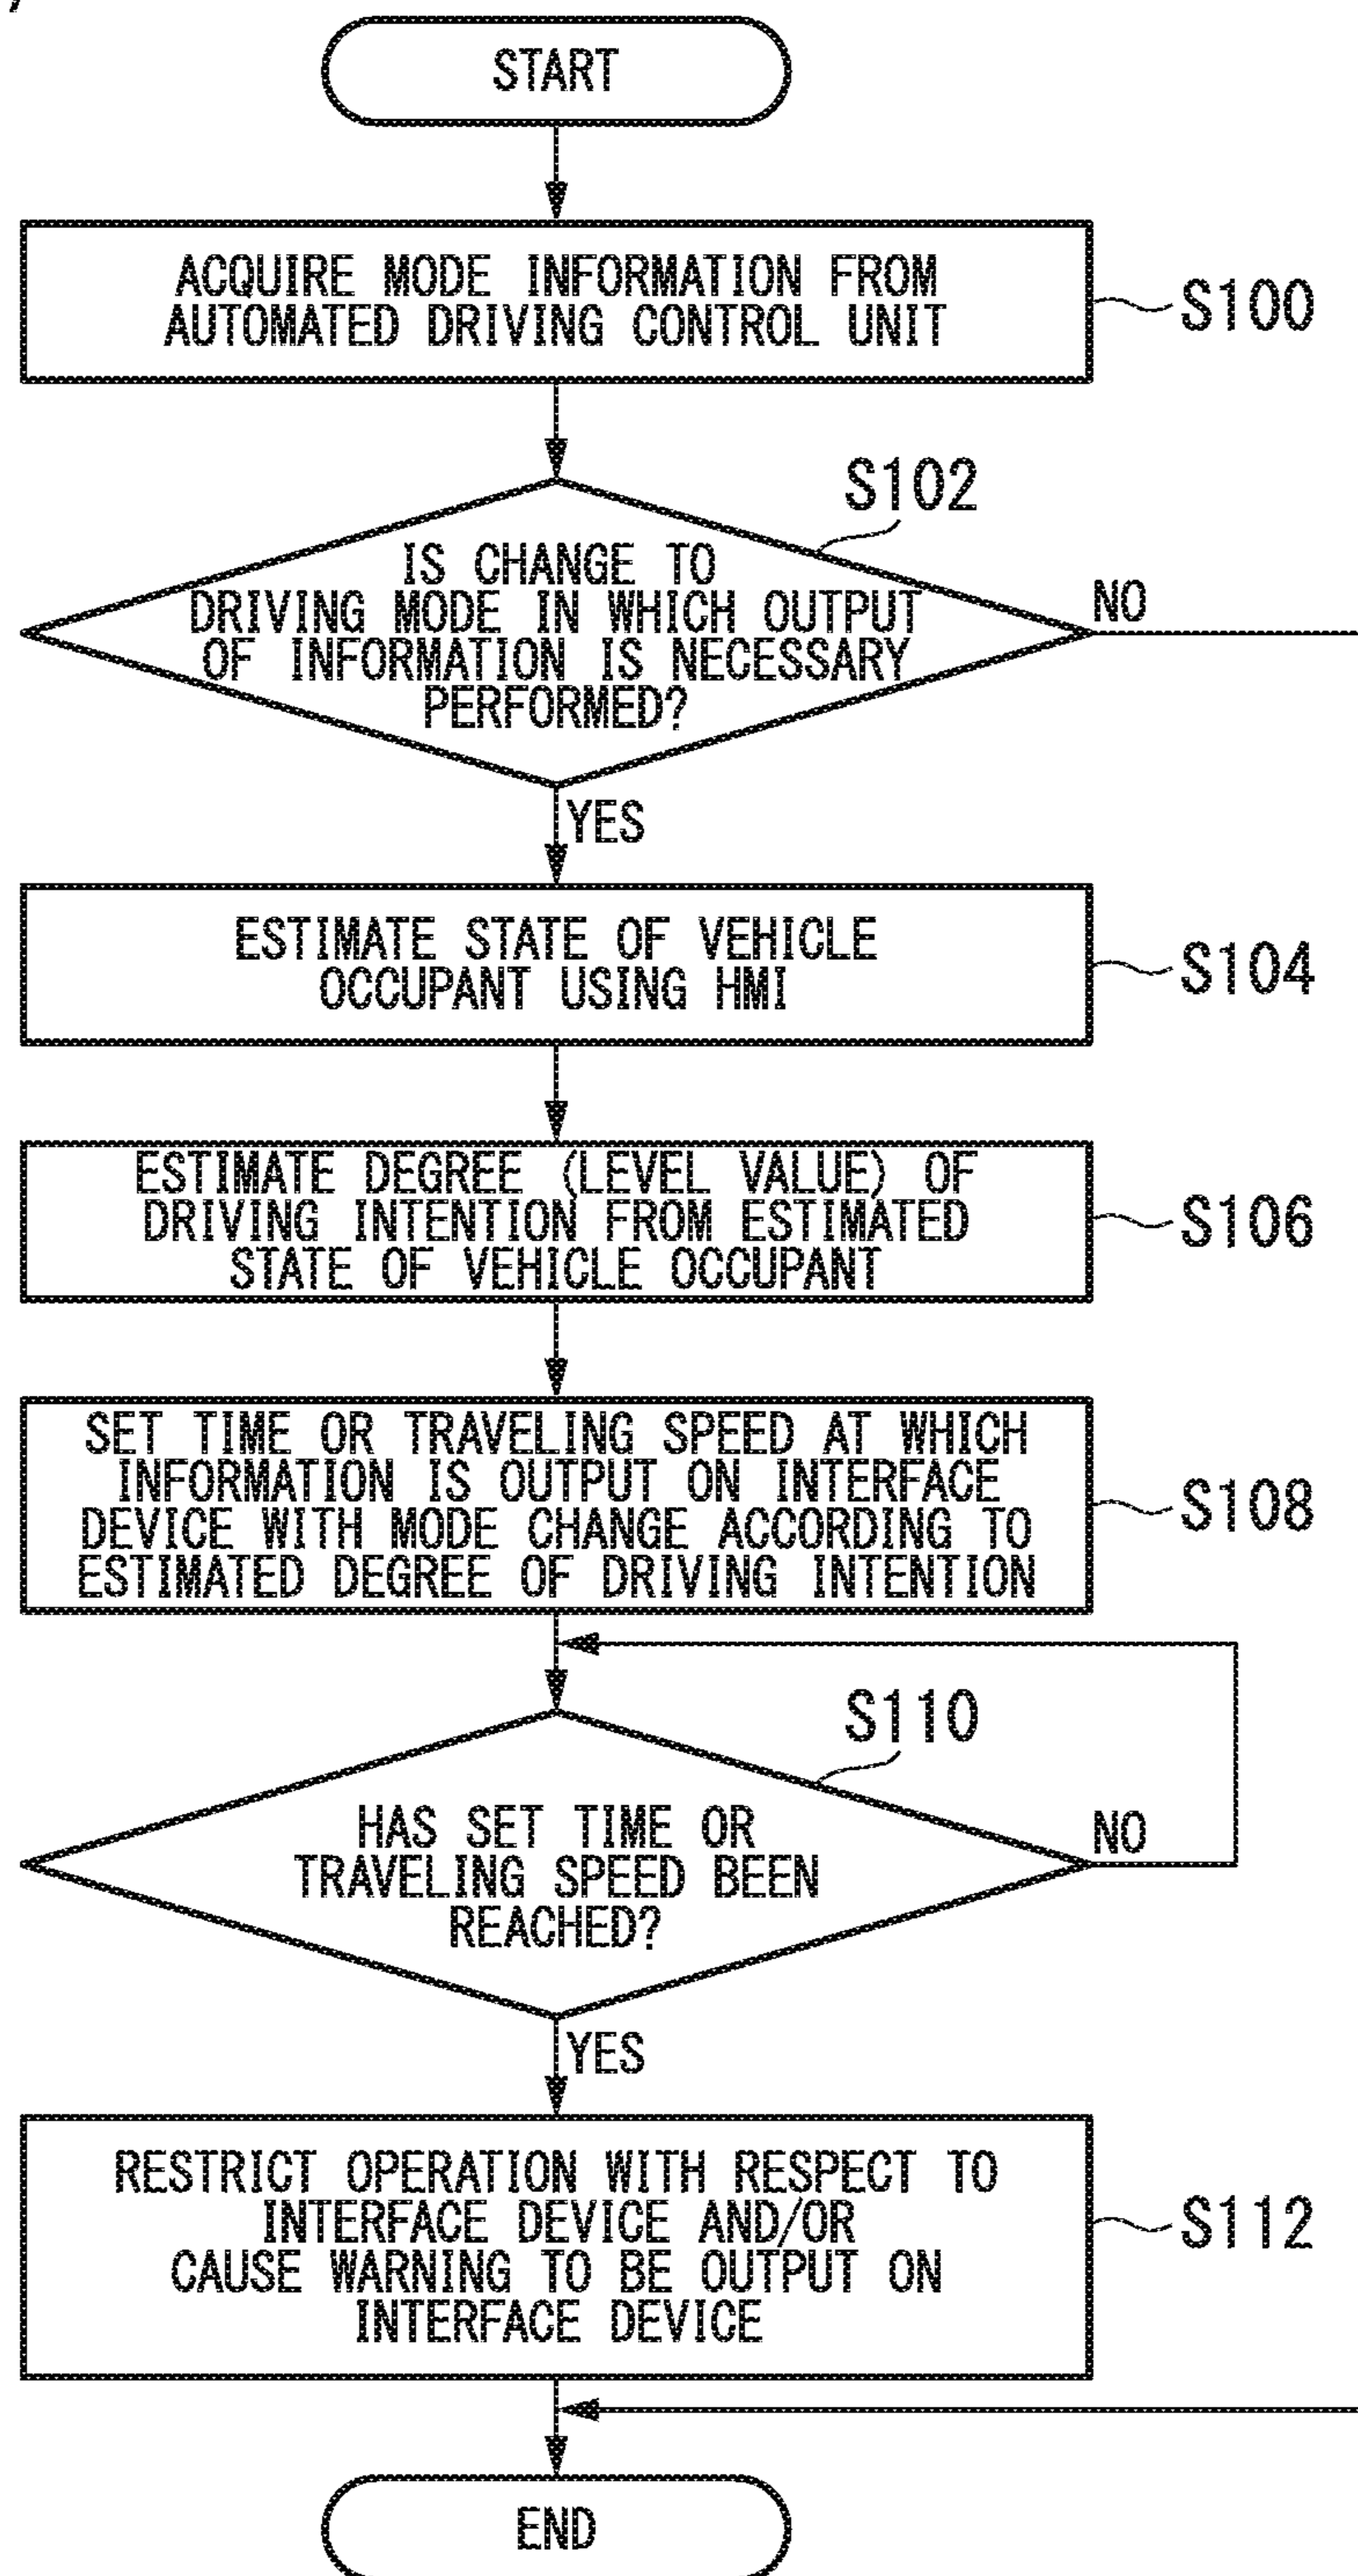 START
ACQUIRE MODE INFORMATION FROM
AUTOMATED DRIVING CONTROL UNIT
S100
S102
IS CHANGE TO
DRIVING MODE IN WHICH OUTPUT
OF INFORMATION IS NECESSARY
PERFORMED?
NO
YES
ESTIMATE STATE OF VEHICLE
OCCUPANT USING HMI
S104
ESTIMATE DEGREE (LEVEL VALUE) OF
DRIVING INTENTION FROM ESTIMATED
STATE OF VEHICLE OCCUPANT
S106
SET TIME OR TRAVELING SPEED AT WHICH
INFORMATION IS OUTPUT ON INTERFACE
DEVICE WITH MODE CHANGE ACCORDING TO
ESTIMATED DEGREE OF DRIVING INTENTION
S108
S110
HAS SET TIME OR
TRAVELING SPEED BEEN
REACHED?
NO
YES
RESTRICT OPERATION WITH RESPECT TO
INTERFACE DEVICE AND/OR
CAUSE WARNING TO BE OUTPUT ON
INTERFACE DEVICE
S112
END